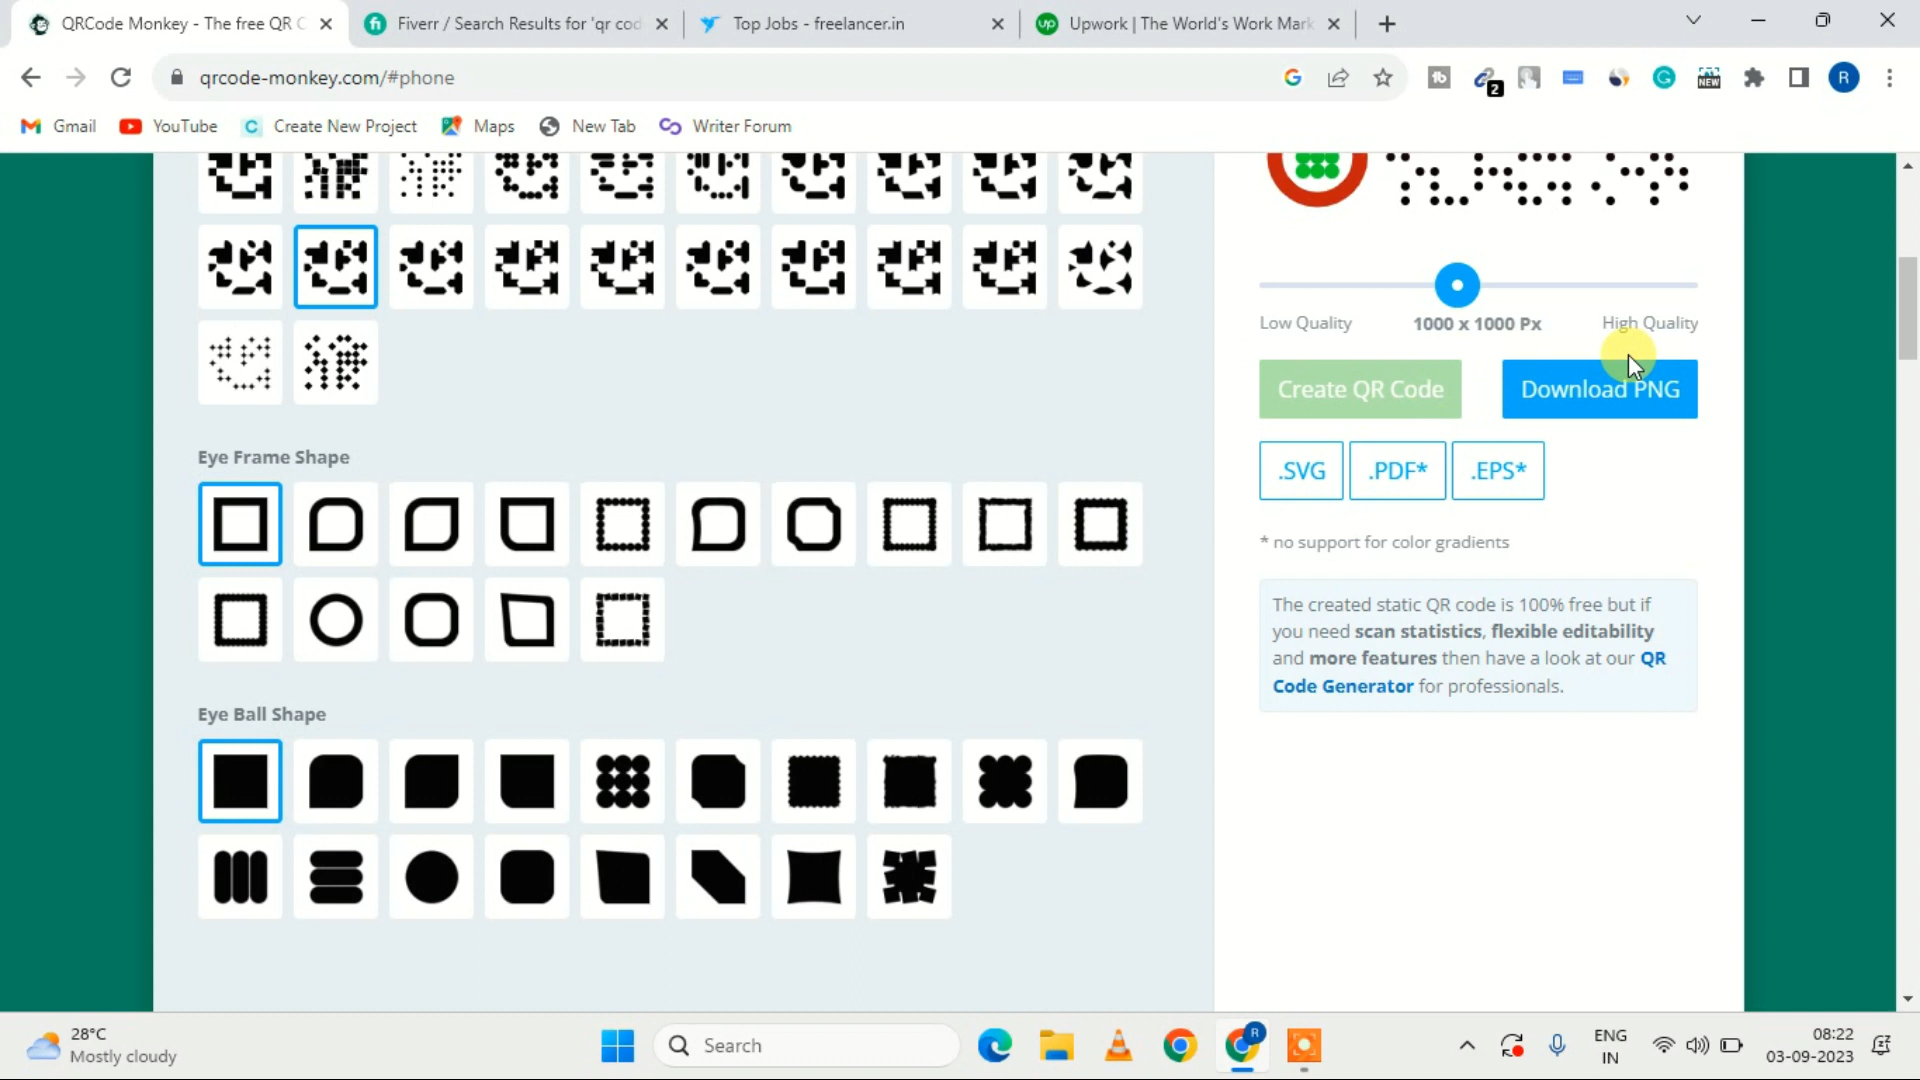 QRCode Monkey - The free QR C
Fiverr / Search Results for 'qr cod
Top Jobs - freelancer.in
Upwork | The World's Work Mark
qrcode-monkey.com/#phone
2
NEW
R
Gmail
YouTube
Create New Project
Maps
New Tab
Writer Forum
Low Quality
1000 x 1000 Px
High Quality
Create QR Code
Download PNG
.SVG
.PDF*
.EPS*
Eye Frame Shape
* no support for color gradients
The created static QR code is 100% free but if
you need scan statistics, flexible editability
and more features then have a look at our QR
Code Generator for professionals.
Eye Ball Shape
28°C
Mostly cloudy
Search
R
ENG
IN
08:22
03-09-2023